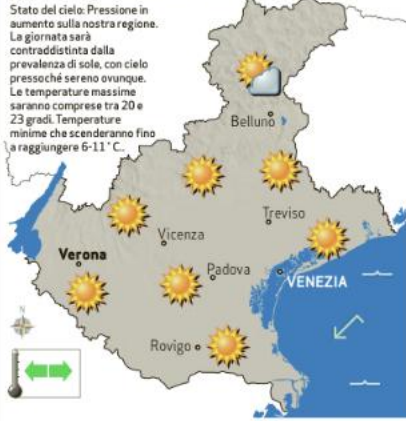 Stato del cielo: Pressione in
aumento sulla nostra regione.
La giornata sarà
contraddistinta dalla
prevalenza di sole, con cielo
pressoché sereno ovunque.
Le temperature massime
saranno comprese tra 20 e
23 gradi. Temperature
minime che scenderanno fino
a raggiungere 6-11°C..
Belluno
Treviso
Vicenza
Verona
Padova
VENEZIA
Rovigo